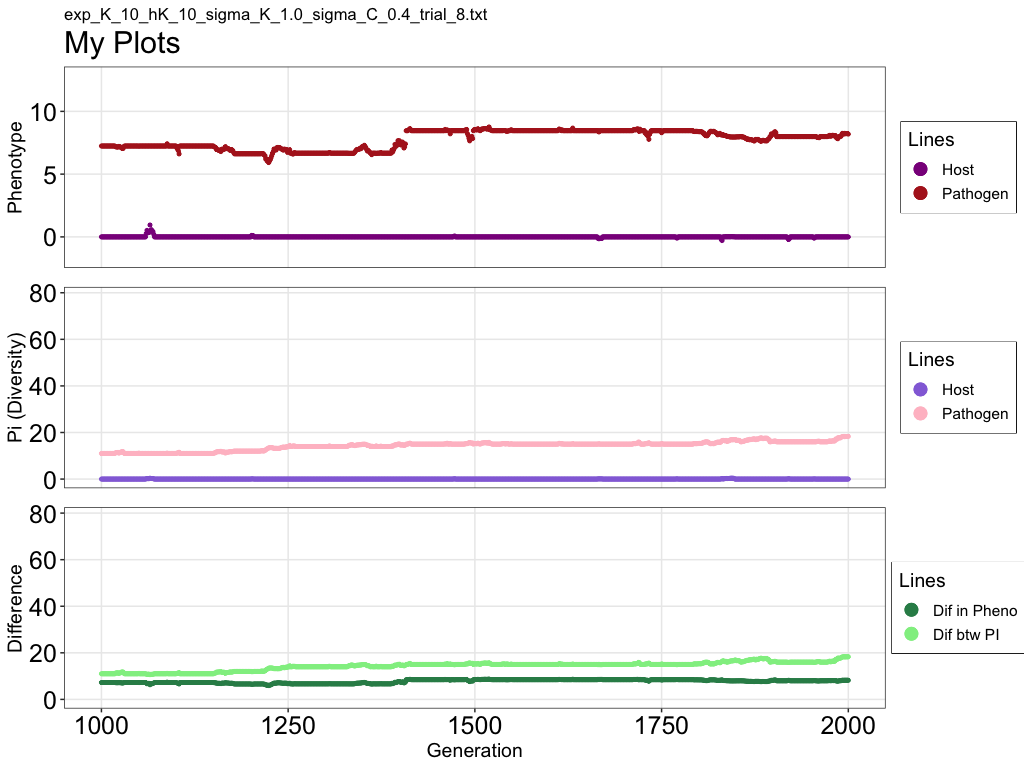 exp_K_10_hK_10_sigma_K_1.0_sigma_C_0.4_trial_8.txt
My Plots
Phenotype
10
5
0
Lines
Host
Pathogen
Pi (Diversity)
80
60
40
20
0
Lines
Host
Pathogen
Difference
80
60
40
20
0
Lines
Dif in Pheno
Dif btw PI
1000 1250 1500 1750 2000
Generation